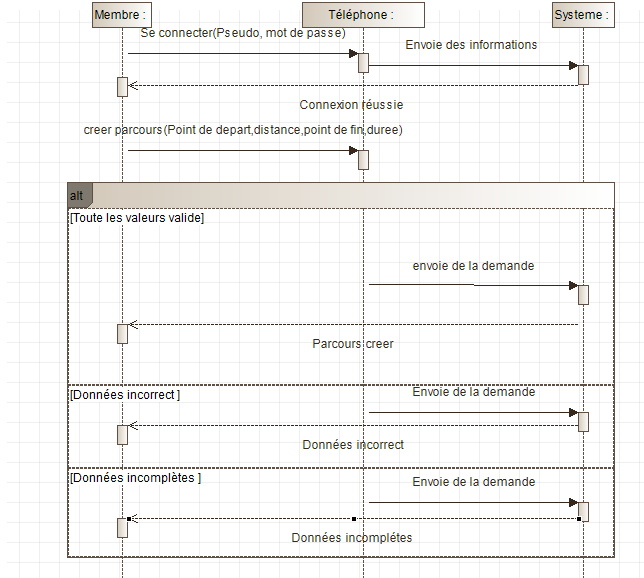 Membre :
Téléphone :
Systeme :
Se connecter(Pseudo, mot de passe)
Envoie des informations
Connexion réussie
creer parcours(Point de depart,distance,point de fin,duree)
alt
[Toute les valeurs valide]
envoie de la demande
Parcours creer
[Données incorrect ]
Envoie de la demande
Données incorrect
[Données incomplètes ]
Envoie de la demande
Données incomplétes